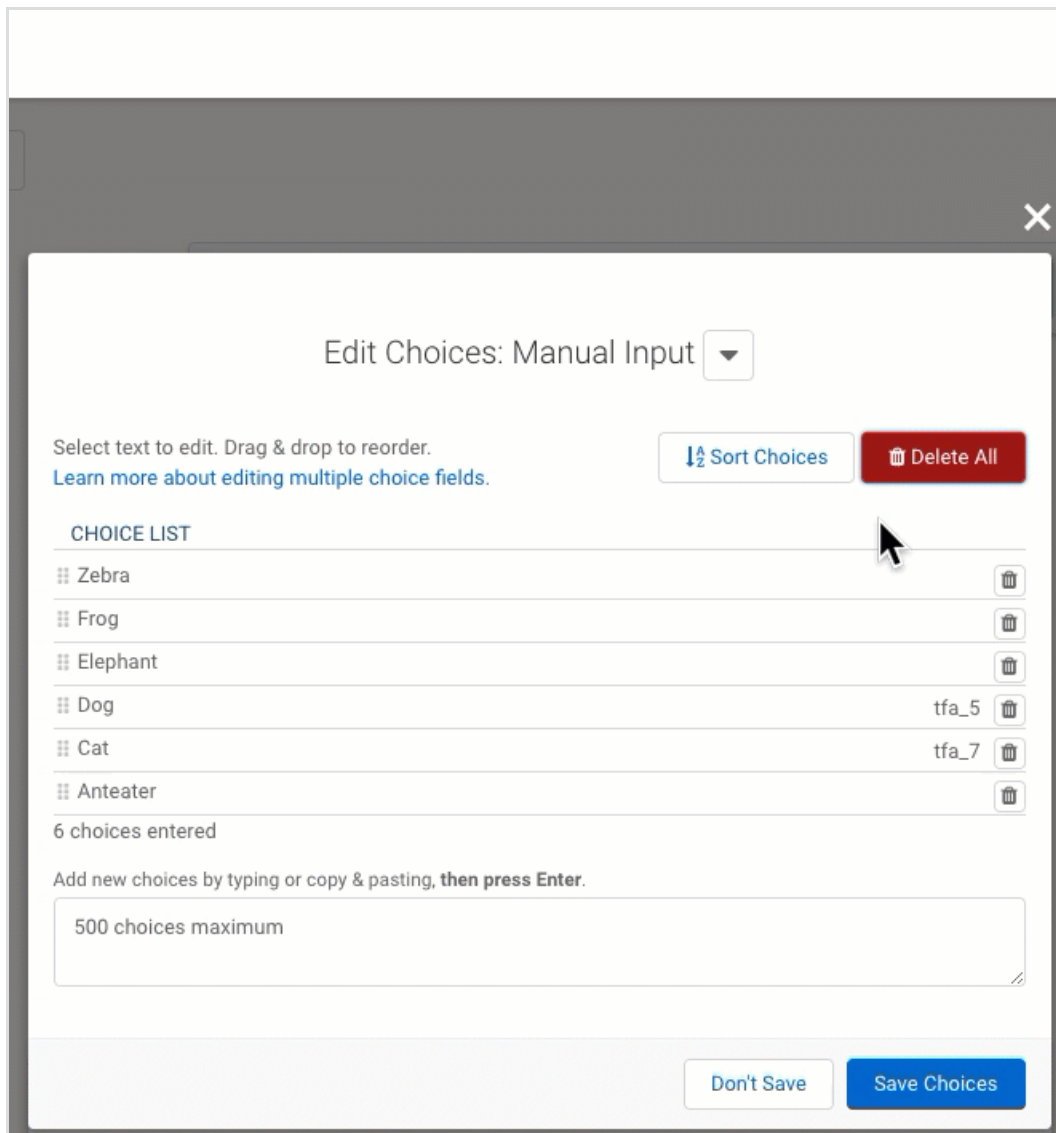 Edit Choices: Manual Input
Select text to edit. Drag & drop to reorder.
Learn more about editing multiple choice fields.
Sort Choices
Delete All
CHOICE LIST
Zebra
Frog
Elephant
Dog tfa_5
Cat tfa_7
Anteater
6 choices entered
Add new choices by typing or copy & pasting, then press Enter.
500 choices maximum
Don't Save
Save Choices